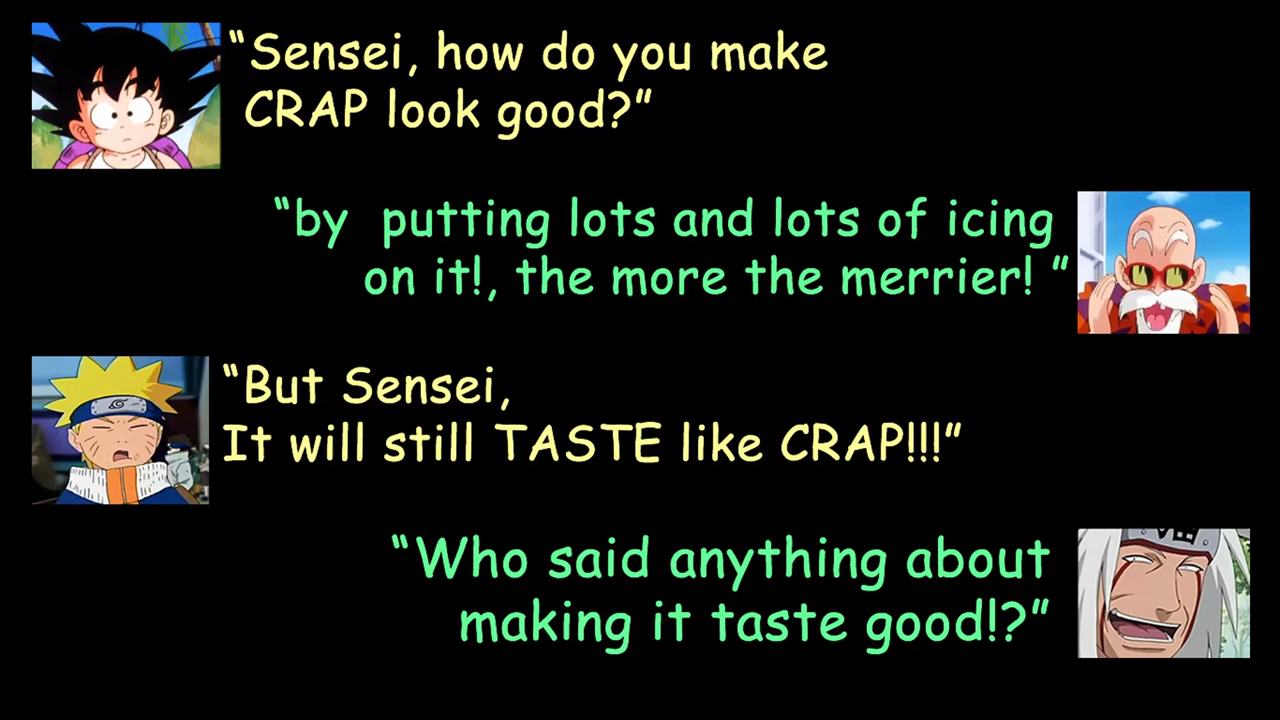 “Sensei, how do you make
CRAP look good?”
“by putting lots and lots of icing
on it!, the more the merrier! ”
“But Sensei,
It will still TASTE like CRAP!!!”
“Who said anything about
making it taste good!?”